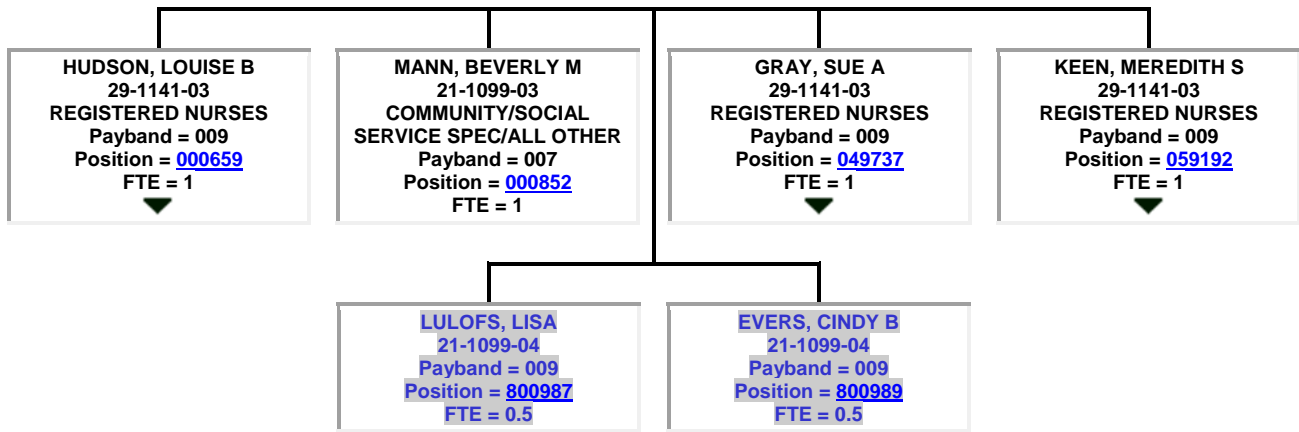 HUDSON, LOUISE B
29-1141-03
REGISTERED NURSES
Payband = 009
Position = 000659
FTE = 1
MANN, BEVERLY M
21-1099-03
COMMUNITY/SOCIAL
SERVICE SPEC/ALL OTHER
Payband = 007
Position = 000852
FTE = 1
GRAY, SUE A
29-1141-03
REGISTERED NURSES
Payband = 009
Position = 049737
FTE = 1
KEEN, MEREDITH S
29-1141-03
REGISTERED NURSES
Payband = 009
Position = 059192
FTE = 1
LULOFS, LISA
21-1099-04
Payband = 009
Position = 800987
FTE = 0.5
EVERS, CINDY B
21-1099-04
Payband = 009
Position = 800989
FTE = 0.5